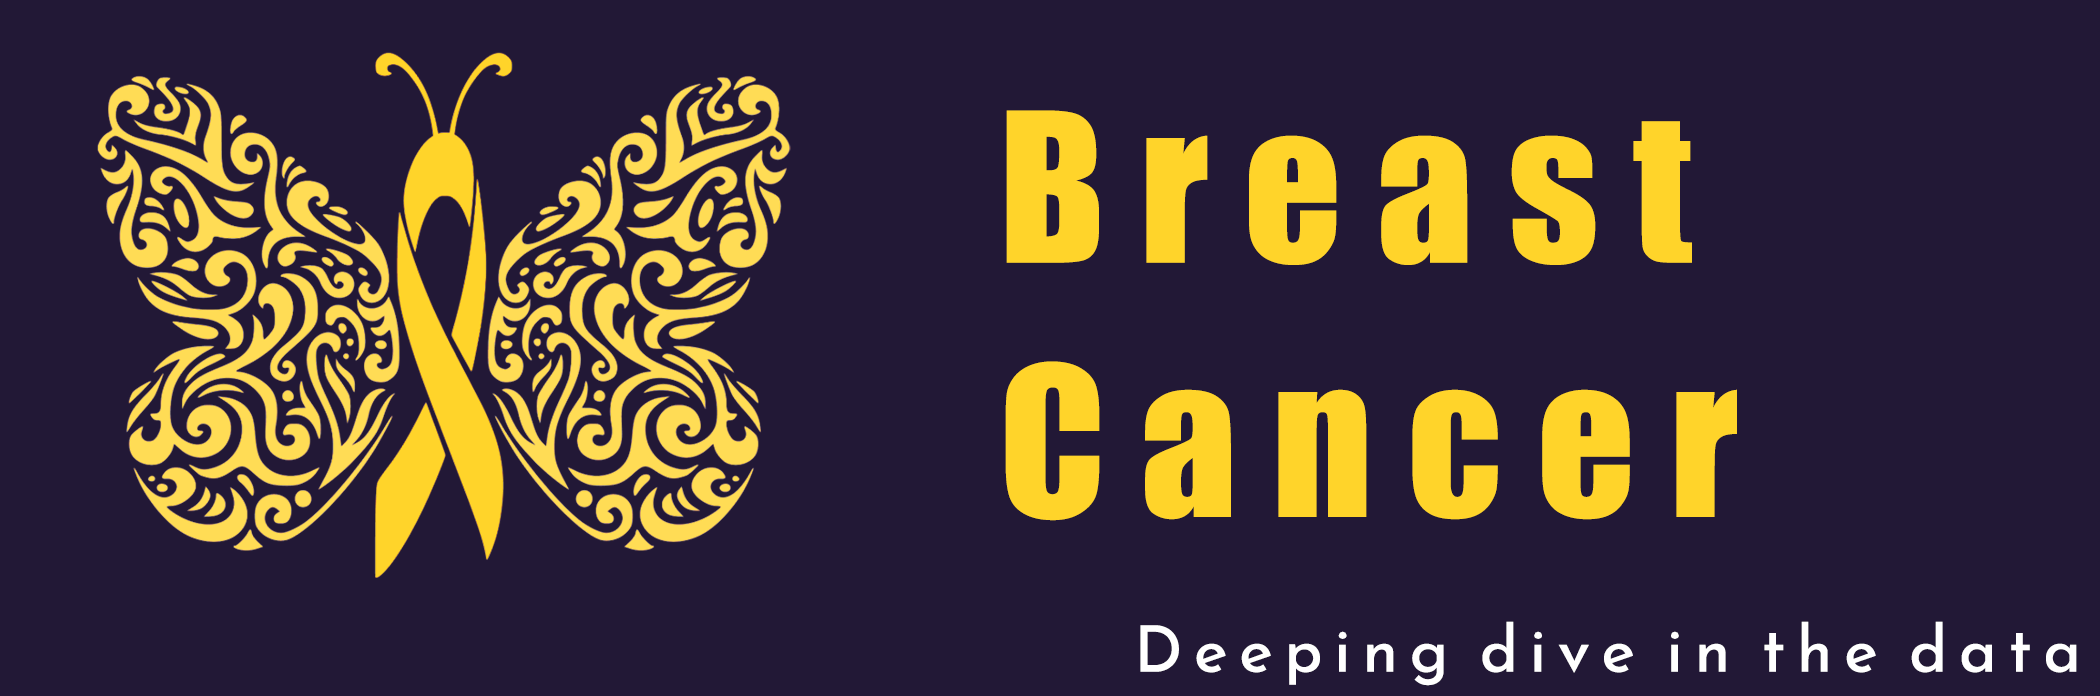 Breast
Cancer
Deeping dive in the data